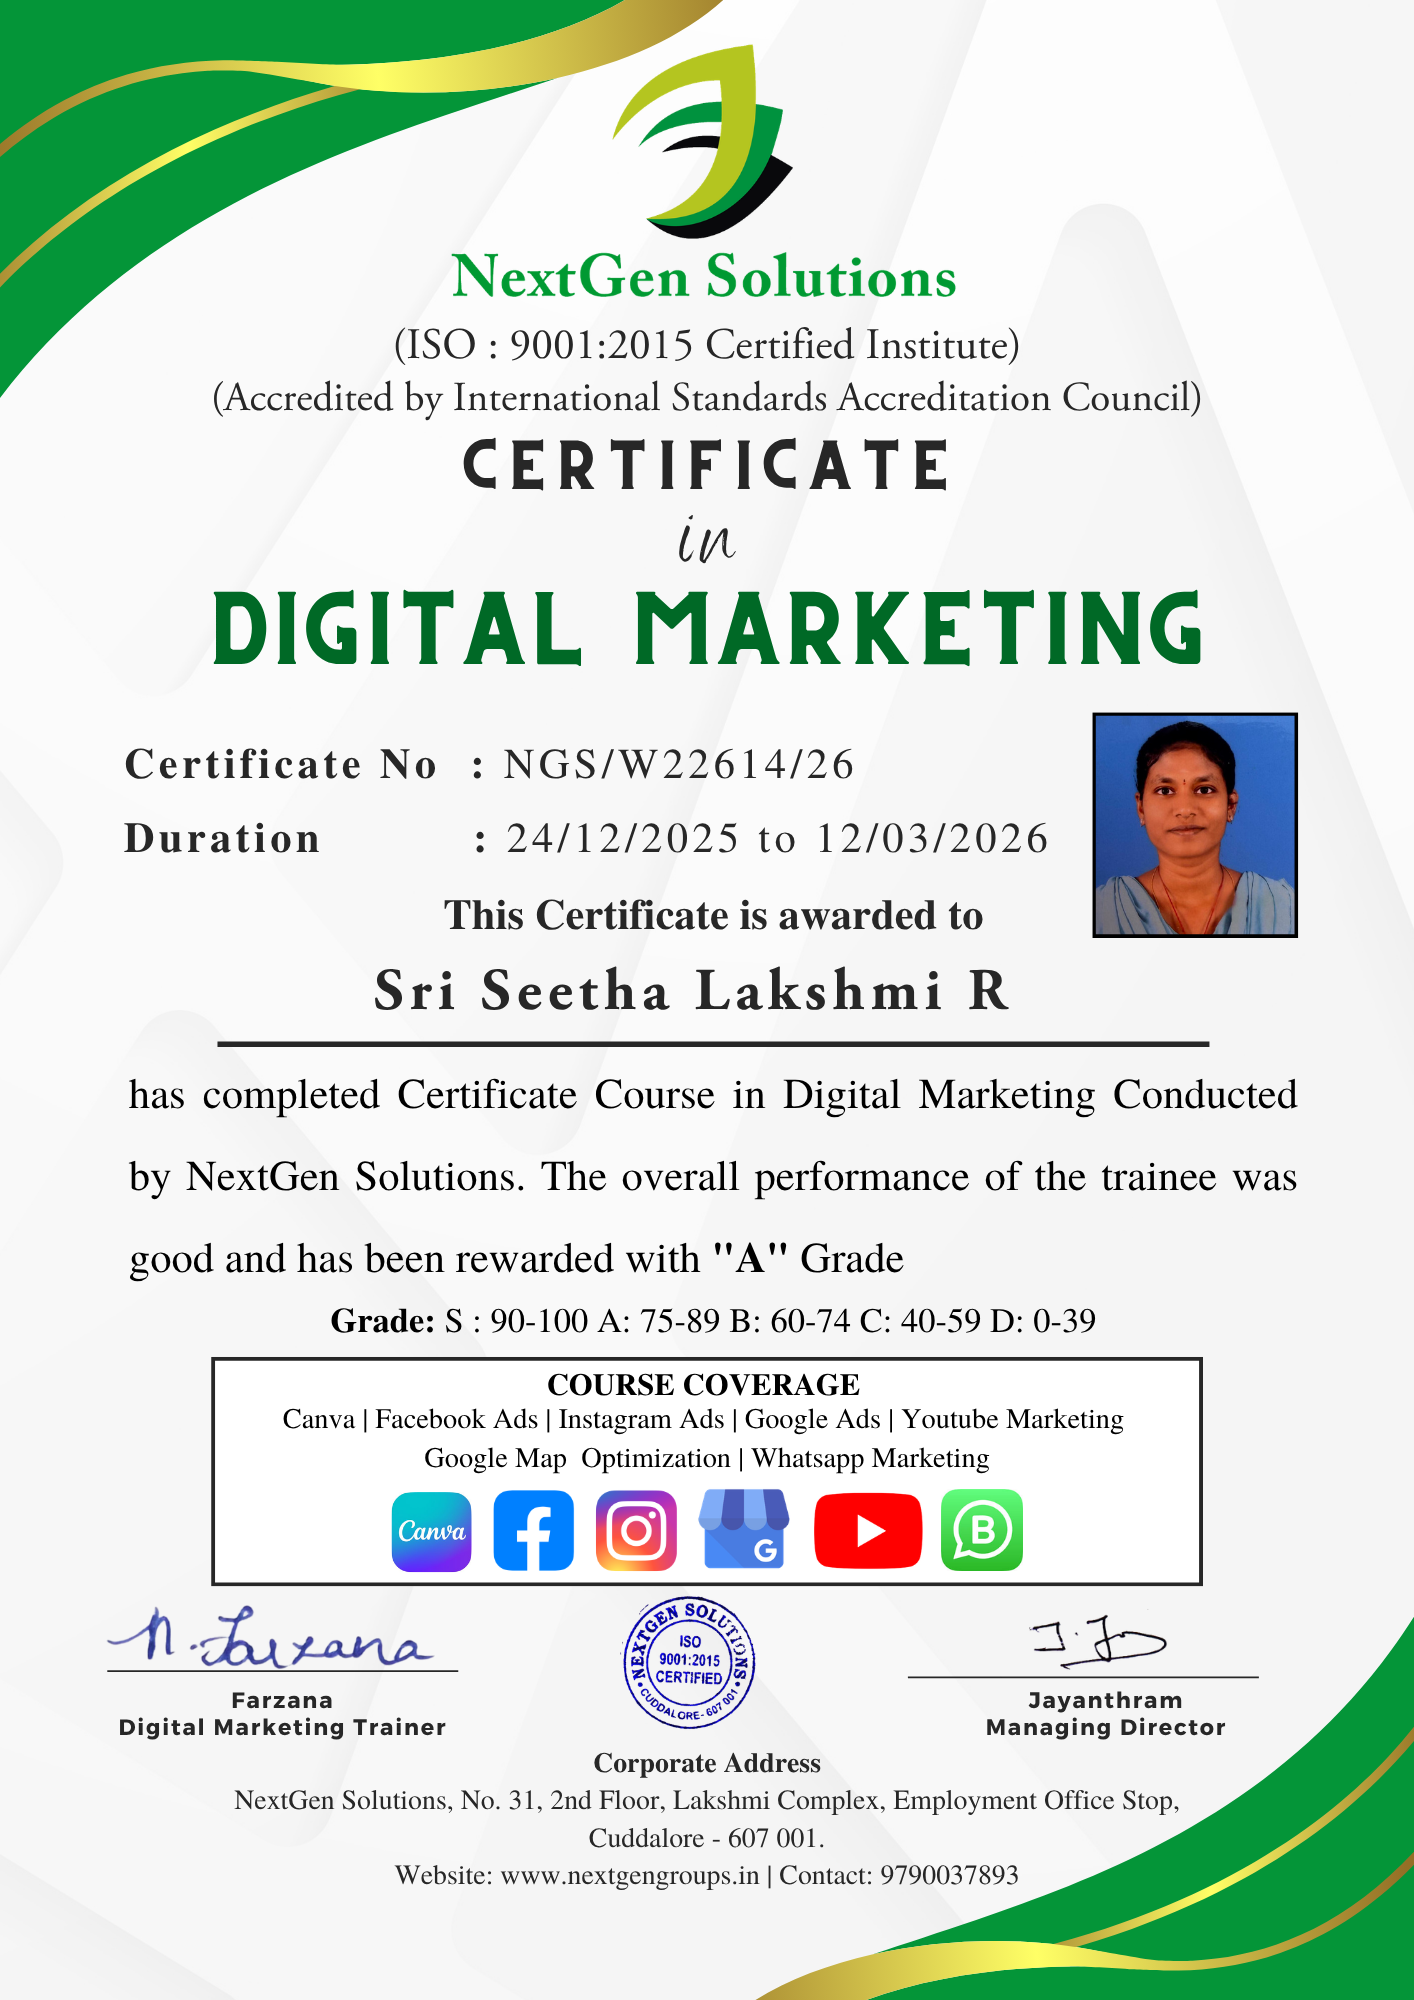 NextGen Solutions
(ISO : 9001:2015 Certified Institute)
(Accredited by International Standards Accreditation Council)
CERTIFICATE
in
DIGITAL MARKETING
Certificate No : NGS/W22614/26
Duration : 24/12/2025 to 12/03/2026
This Certificate is awarded to
Sri Seetha Lakshmi R
has completed Certificate Course in Digital Marketing Conducted
by NextGen Solutions. The overall performance of the trainee was
good and has been rewarded with "A" Grade
Grade: S : 90-100 A: 75-89 B: 60-74 C: 40-59 D: 0-39
COURSE COVERAGE
Canva | Facebook Ads | Instagram Ads | Google Ads | Youtube Marketing
Google Map Optimization | Whatsapp Marketing
Canva
G
B
N. Farzana
Farzana
Digital Marketing Trainer
NEXTGEN SOLUTIONS
ISO
9001:2015
CERTIFIED
CUDDALORE- 607 001
Jayanthram
Managing Director
Corporate Address
NextGen Solutions, No. 31, 2nd Floor, Lakshmi Complex, Employment Office Stop,
Cuddalore - 607 001.
Website: www.nextgengroups.in | Contact: 9790037893